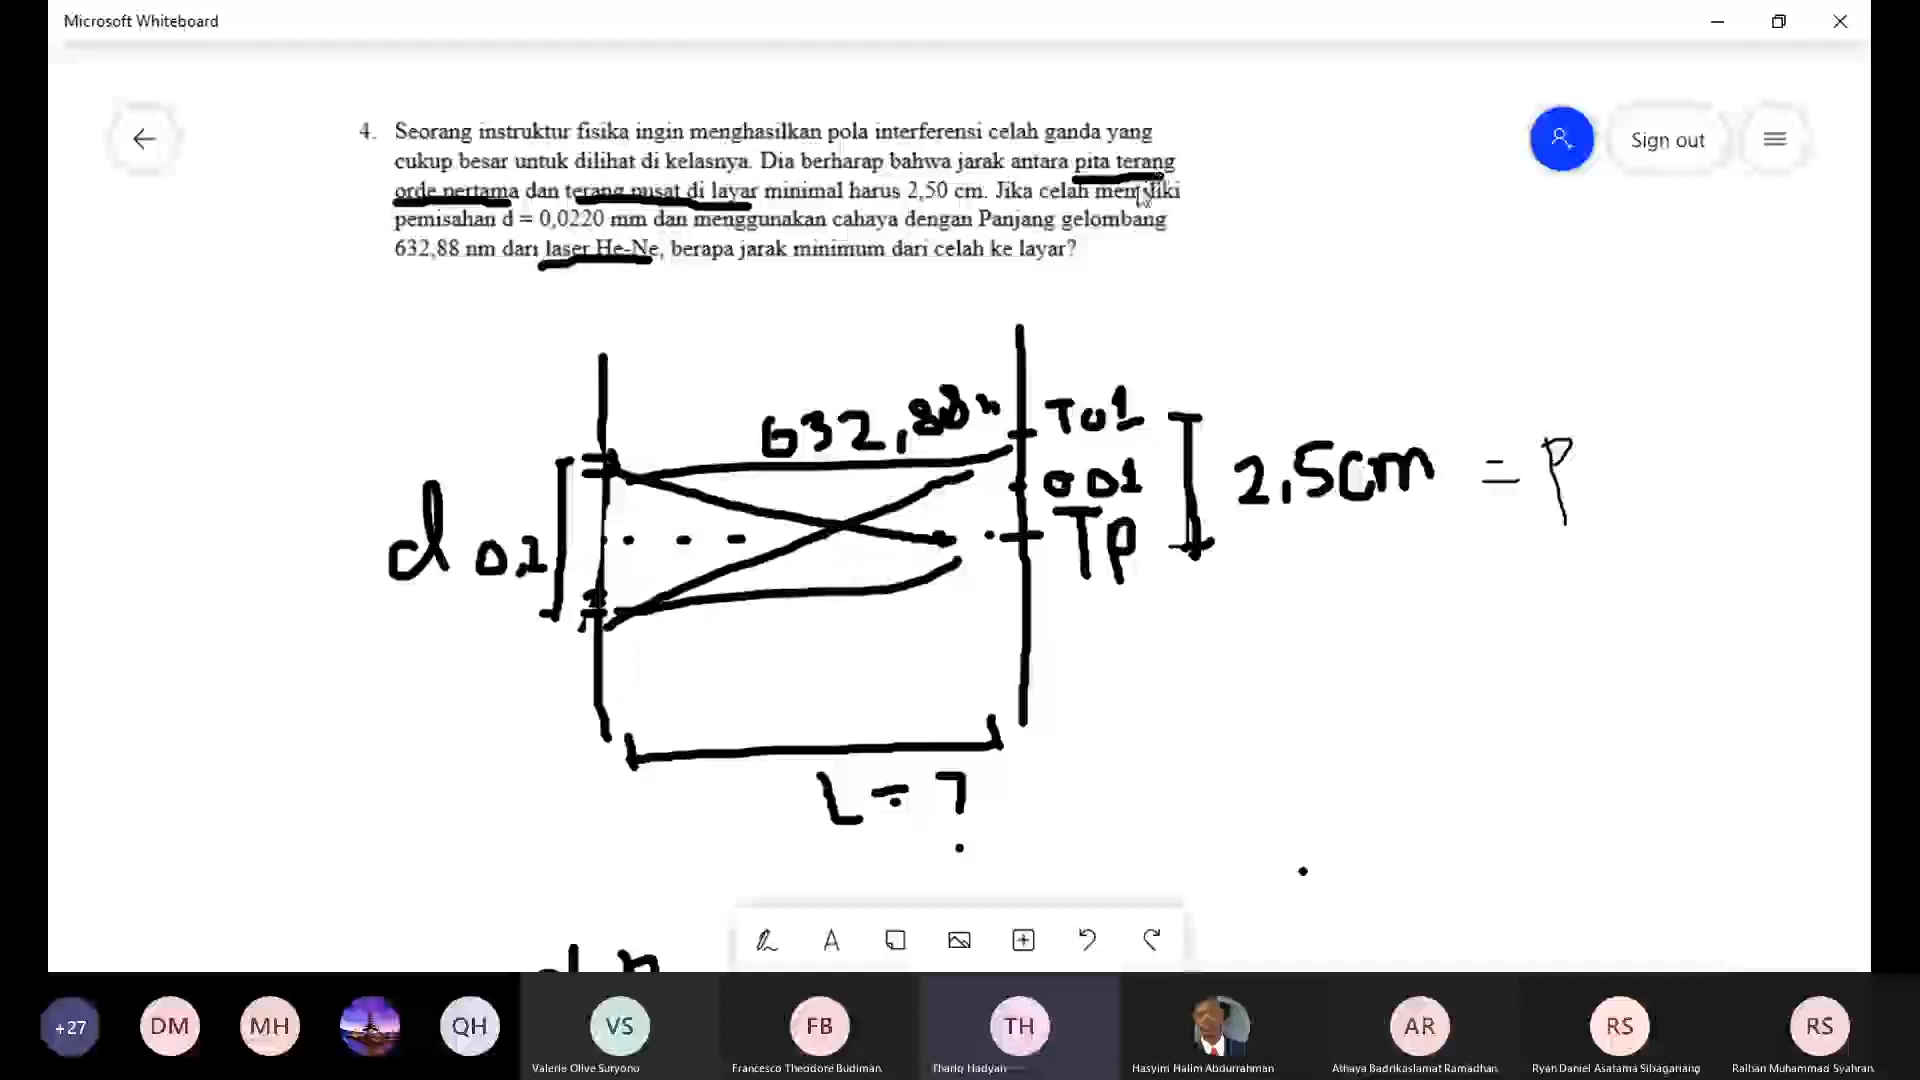 Microsoft Whiteboard
Sign out
4. Seorang instruktur fisika ingin menghasilkan pola interferensi celah ganda yang
cukup besar untuk dilihat di kelasnya. Dia berharap bahwa jarak antara pita terang
orde pertama dan terang pusat di layar minimal harus 2,50 cm. Jika celah memiliki
pemisahan d = 0,0220 mm dan menggunakan cahaya dengan Panjang gelombang
632,88 nm dari laser He-Ne, berapa jarak minimum dari celah ke layar?
632,88n
TO1
OD1
2,5cm = P
d 0,2
TP
L = ?
+27
DM
MH
QH
VS
FB
TH
AR
RS
RS
Valerie Olive Suryono
Francesco Theodore Budiman
Thariq Hadyan
Hasyim Halim Abdurrahman
Athaya Badrikaslamat Ramadhan
Ryan Daniel Asatama Sibagariang
Raihan Muhammad Syahran